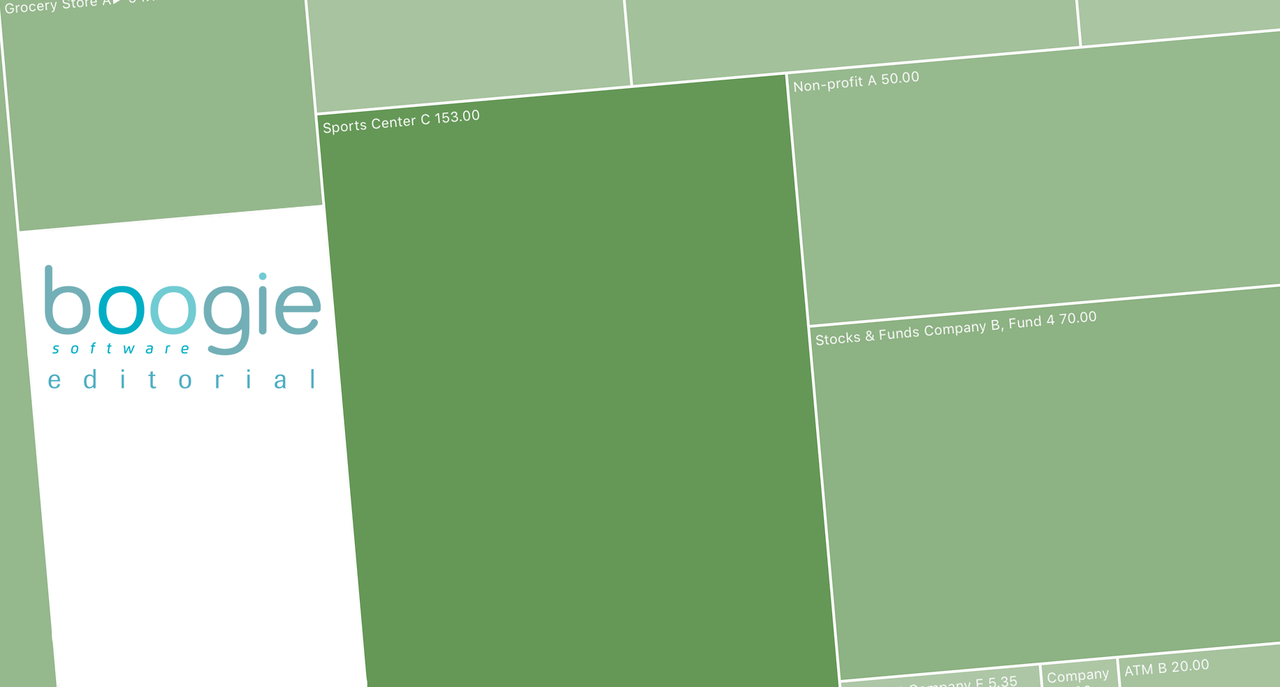 Grocery Store A
Sports Center C 153.00
Non-profit A 50.00
boogie
software
editorial
Stocks & Funds Company B, Fund 4 70.00
Company E 5.35
Company
ATM B 20.00